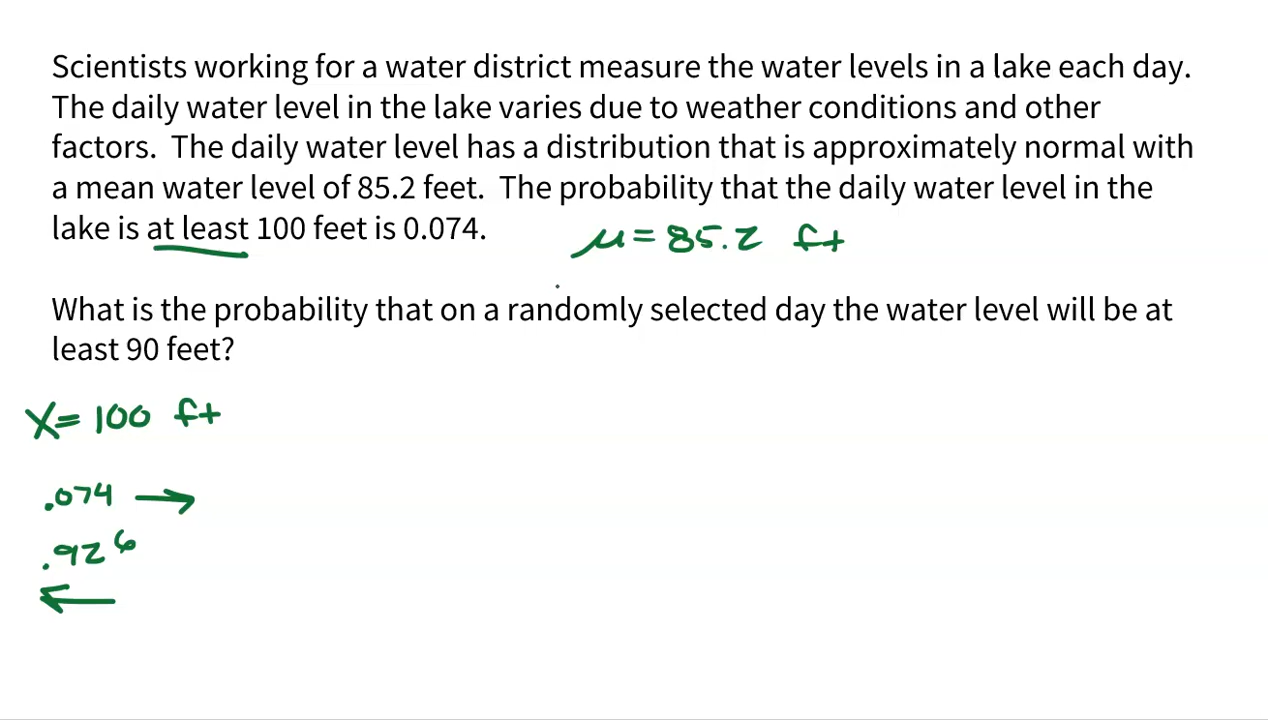 Scientists working for a water district measure the water levels in a lake each day.
The daily water level in the lake varies due to weather conditions and other
factors. The daily water level has a distribution that is approximately normal with
a mean water level of 85.2 feet. The probability that the daily water level in the
lake is at least 100 feet is 0.074.
μ = 85.2 ft
What is the probability that on a randomly selected day the water level will be at
least 90 feet?
X = 100 ft
.074 →
.926
←